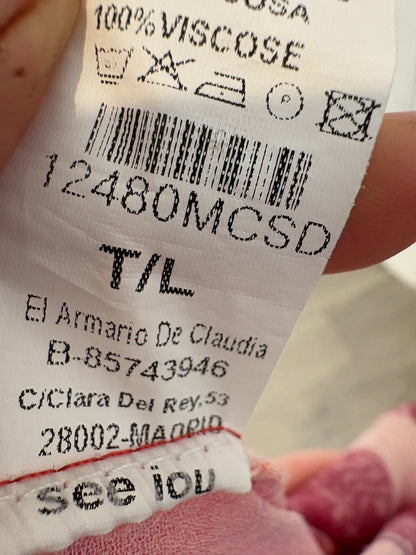 100%VISCOSE
12480MCSD
T/L
El Armario De Claudia
B-85743946
C/Clara Del Rey,53
28002-MADRID
see iou